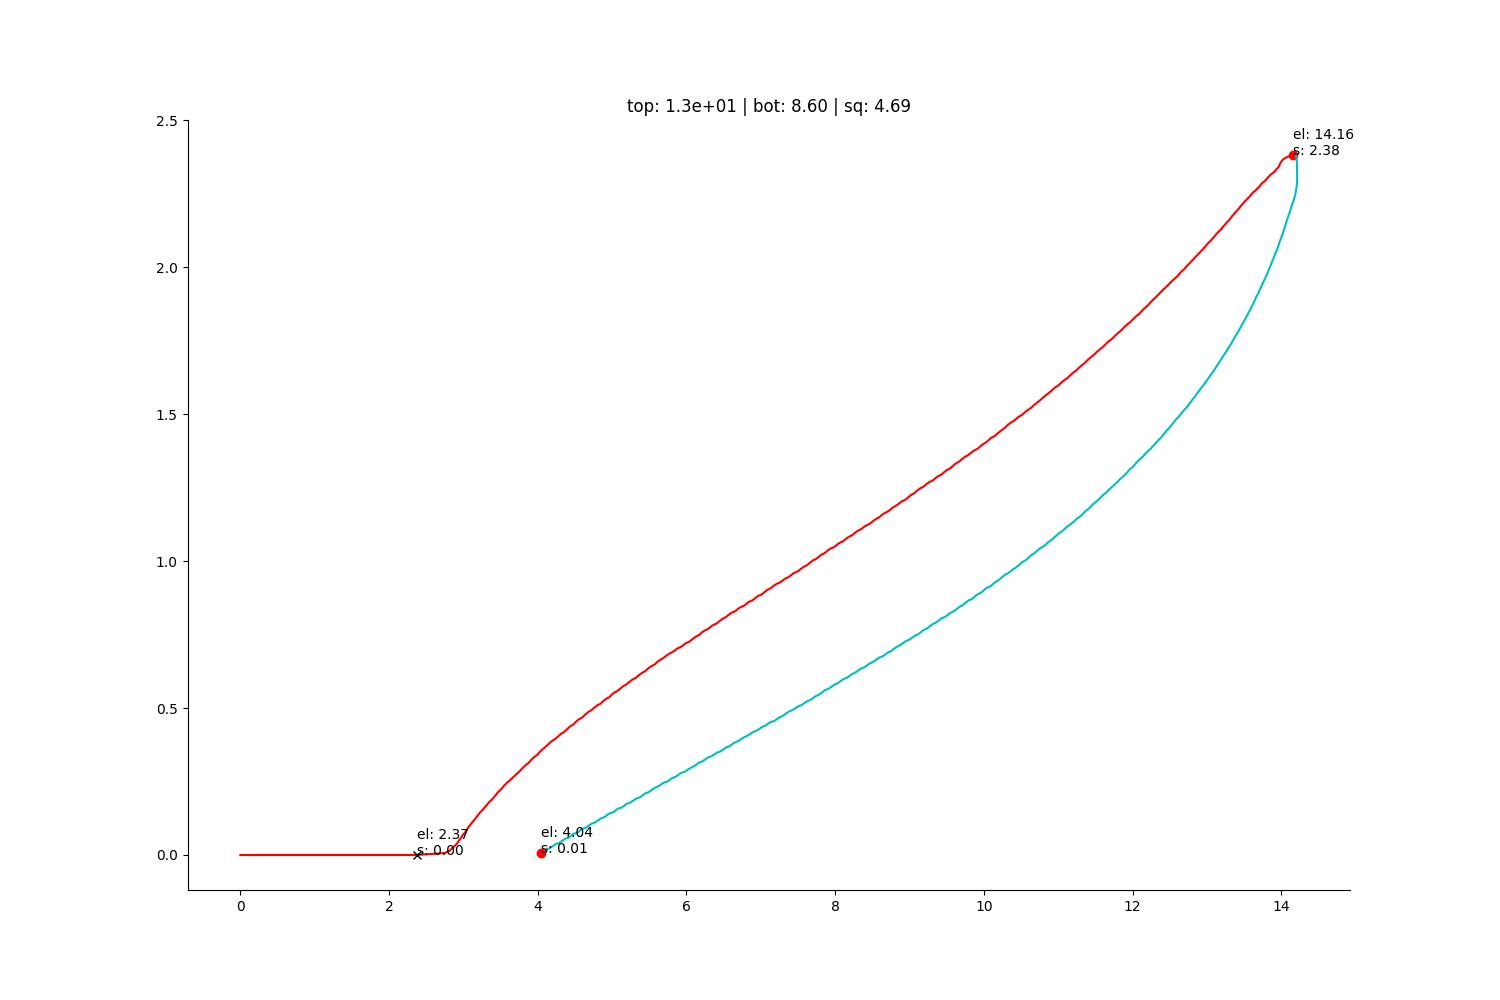 top: 1.3e+01 | bot: 8.60 | sq: 4.69
2.5
el: 14.16
s: 2.38
2.0
1.5
1.0
0.5
el: 2.37
s: 0.00
el: 4.04
s: 0.01
0.0
0 2 4 6 8 10 12 14